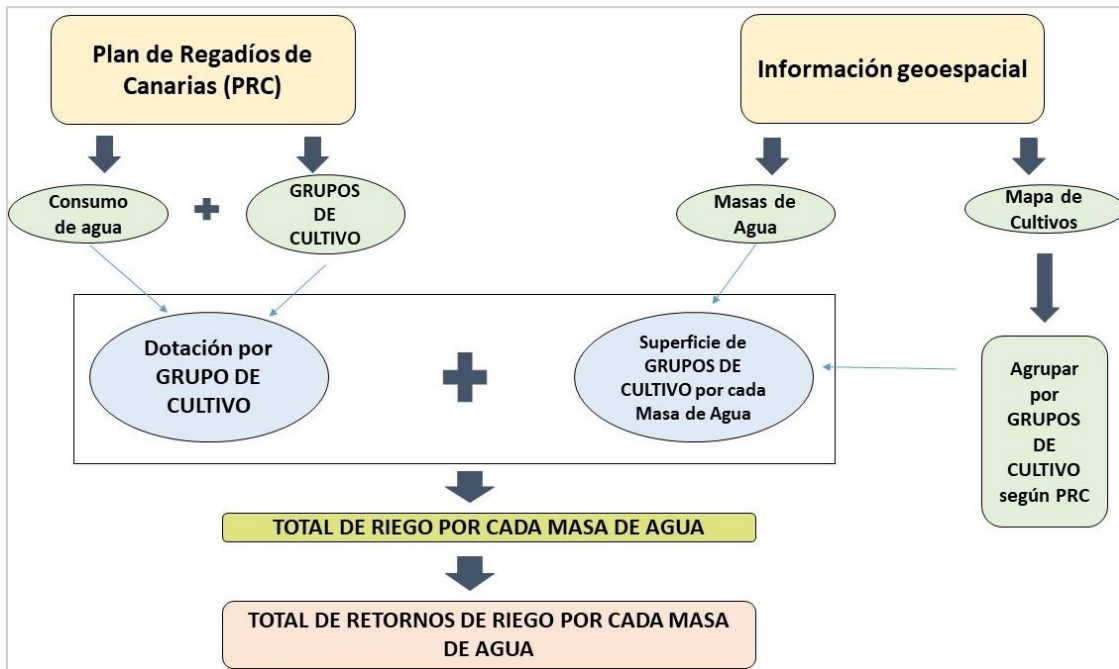 Plan de Regadíos de
Canarias (PRC)
Información geoespacial
Consumo
de agua
GRUPOS
DE
CULTIVO
Masas de
Agua
Mapa de
Cultivos
Dotación por
GRUPO DE
CULTIVO
Superficie de
GRUPOS DE
CULTIVO por cada
Masa de Agua
Agrupar
por
GRUPOS
DE
CULTIVO
según PRC
TOTAL DE RIEGO POR CADA MASA DE AGUA
TOTAL DE RETORNOS DE RIEGO POR CADA MASA
DE AGUA